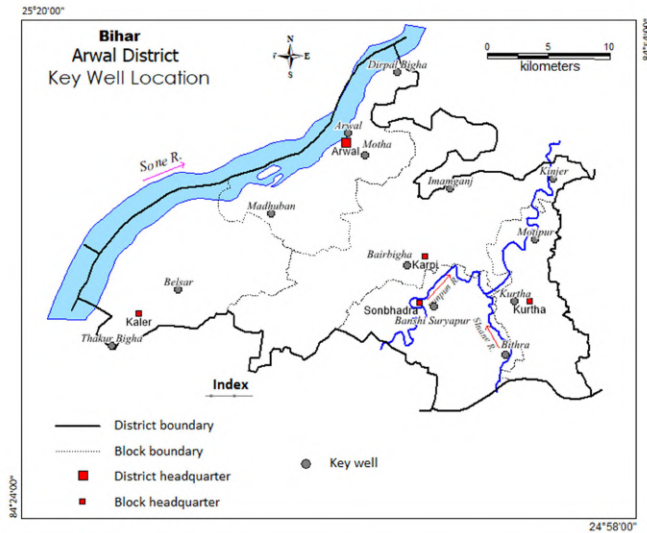 25°20'00"
Bihar
Arwal District
Key Well Location
N
E
S
0 5 10
kilometers
Dirpal Bigha
Arwal
Arwal
Motha
Sone R.
Imamganj
Kinjer
Madhuban
Motipur
Bairbigha
Karpi
Belsar
Kaler
Sonbhadra
Banshi Suryapur
Kurtha
Kurtha
Thakur Bigha
Bithra
Index
District boundary
Block boundary
District headquarter
Block headquarter
Key well
84°24'00"
24°58'00"